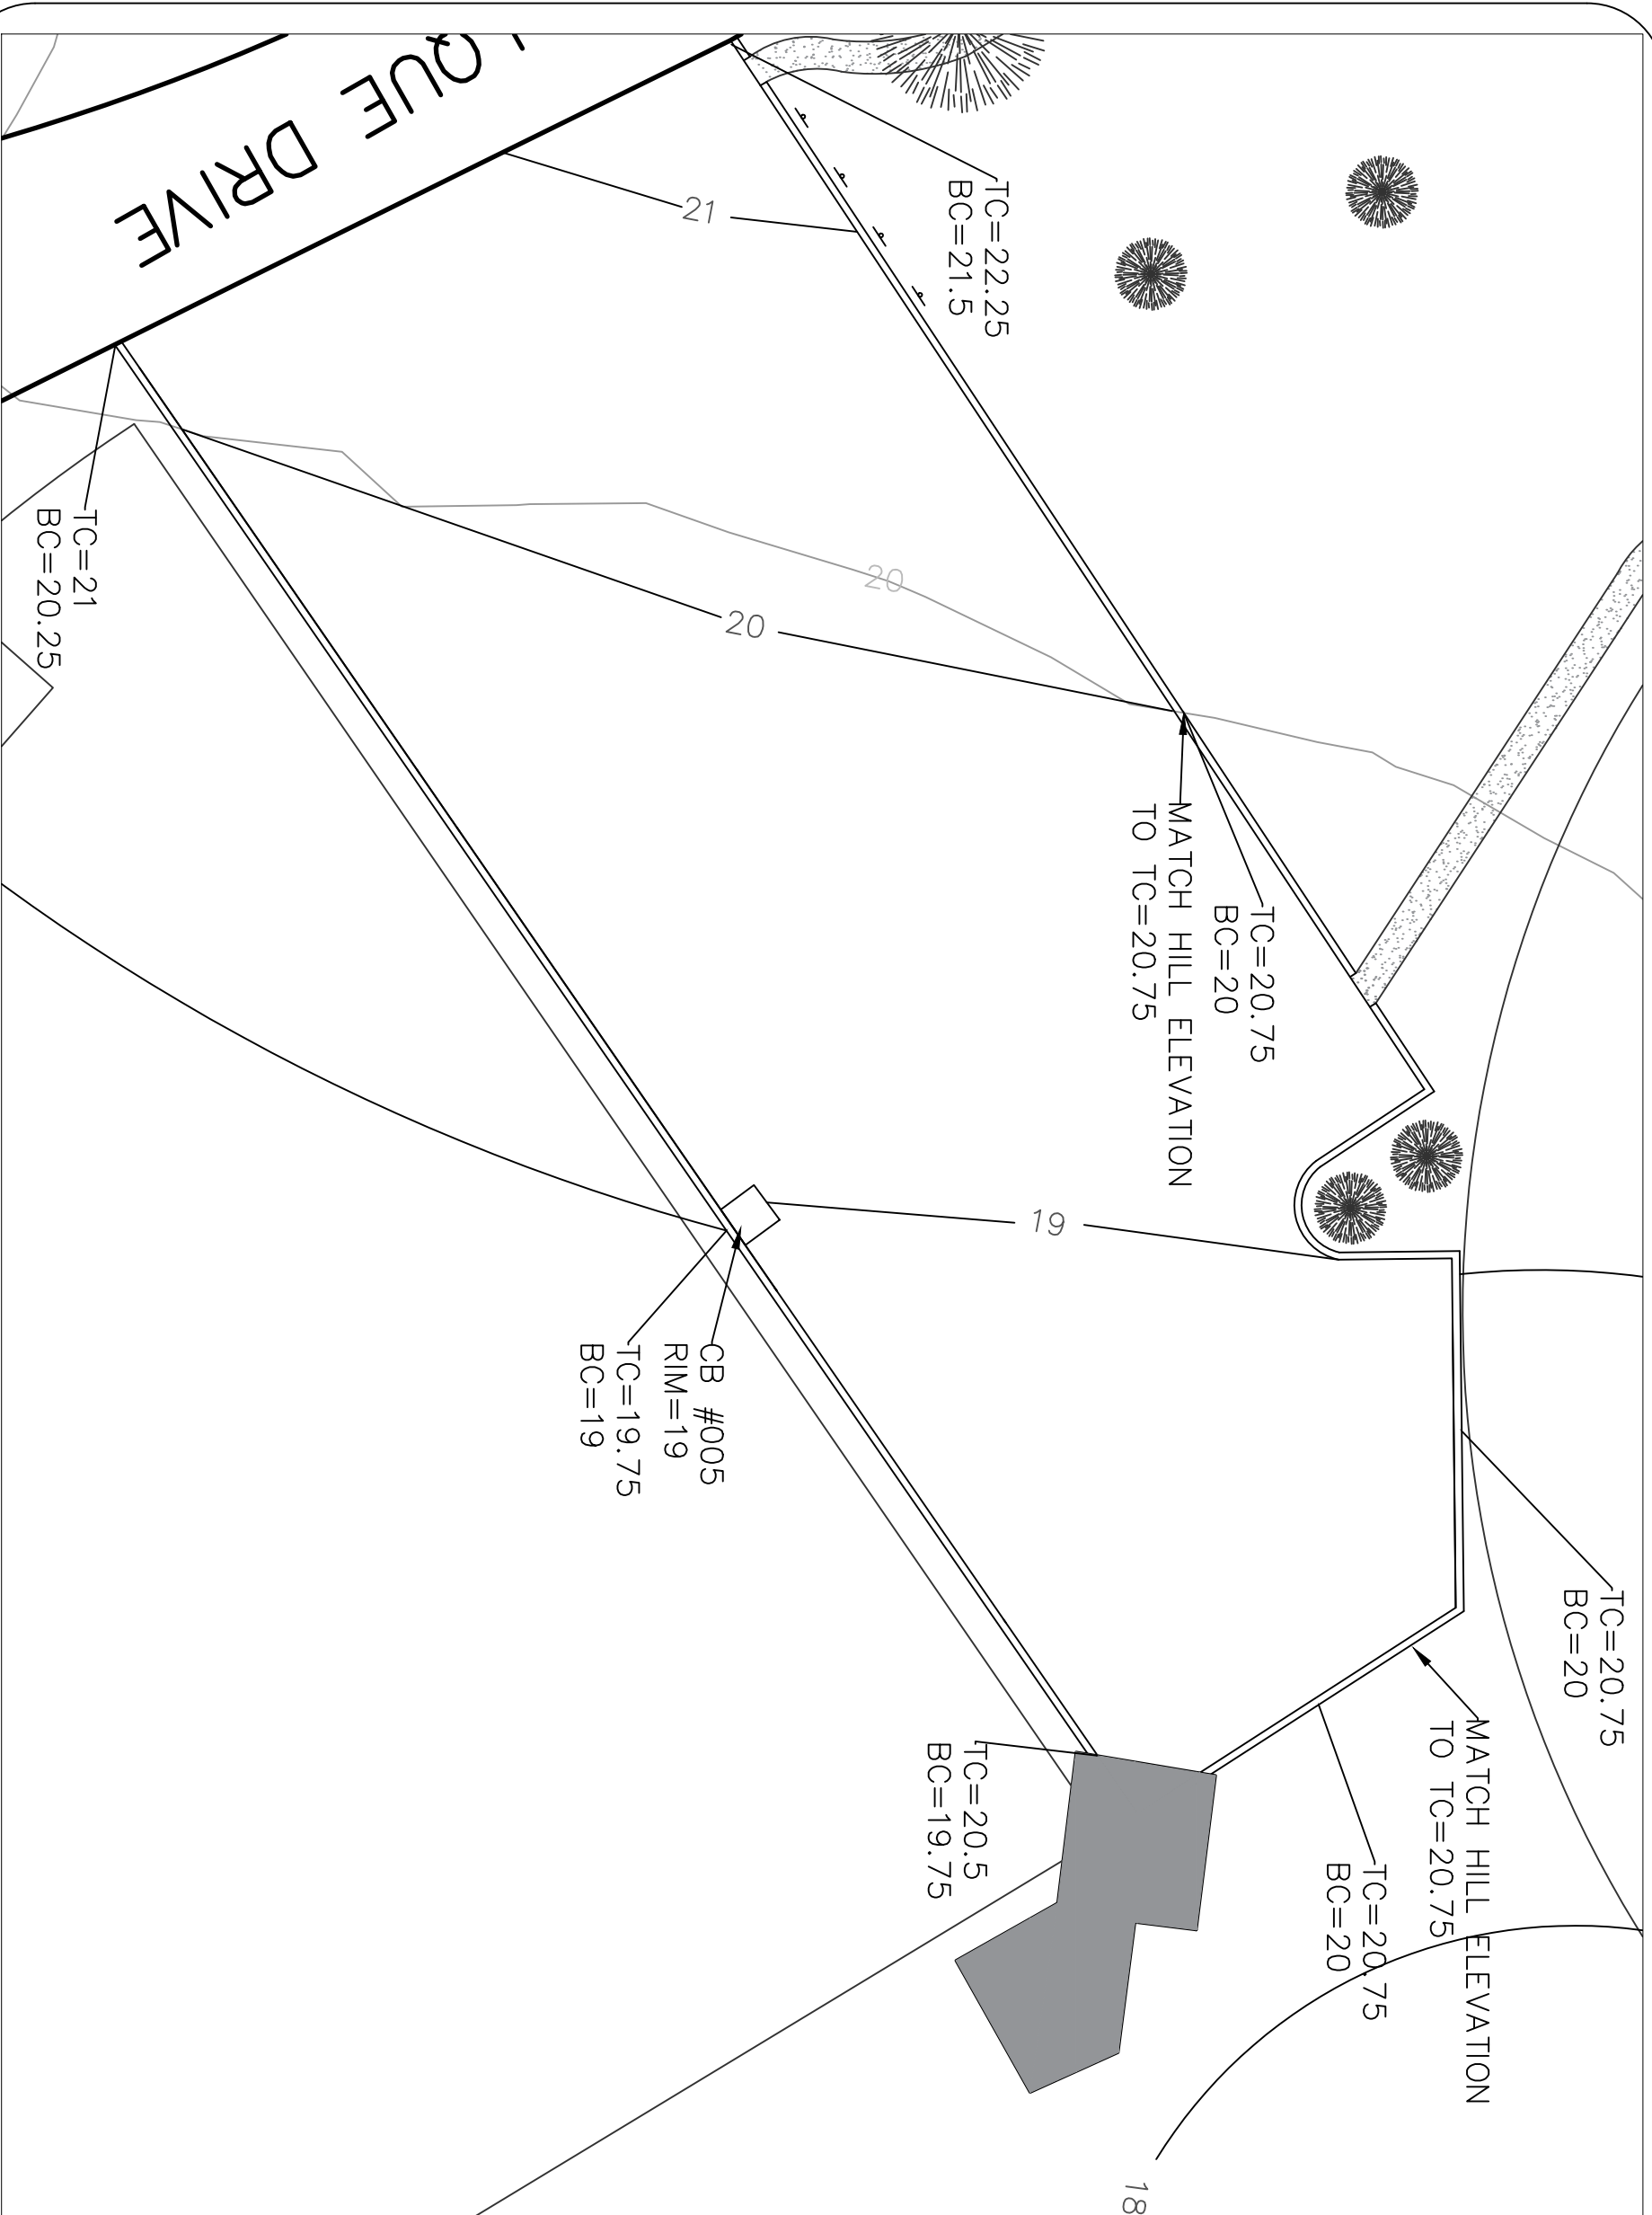 QUE DRIVE
21
TC=22.25
BC=21.5
20
20
TC=21
BC=20.25
TC=20.75
BC=20
MATCH HILL ELEVATION
TO TC=20.75
19
CB #005
RIM=19
TC=19.75
BC=19
TC=20.75
BC=20
MATCH HILL ELEVATION
TO TC=20.75
TC=20.75
BC=20
TC=20.5
BC=19.75
18